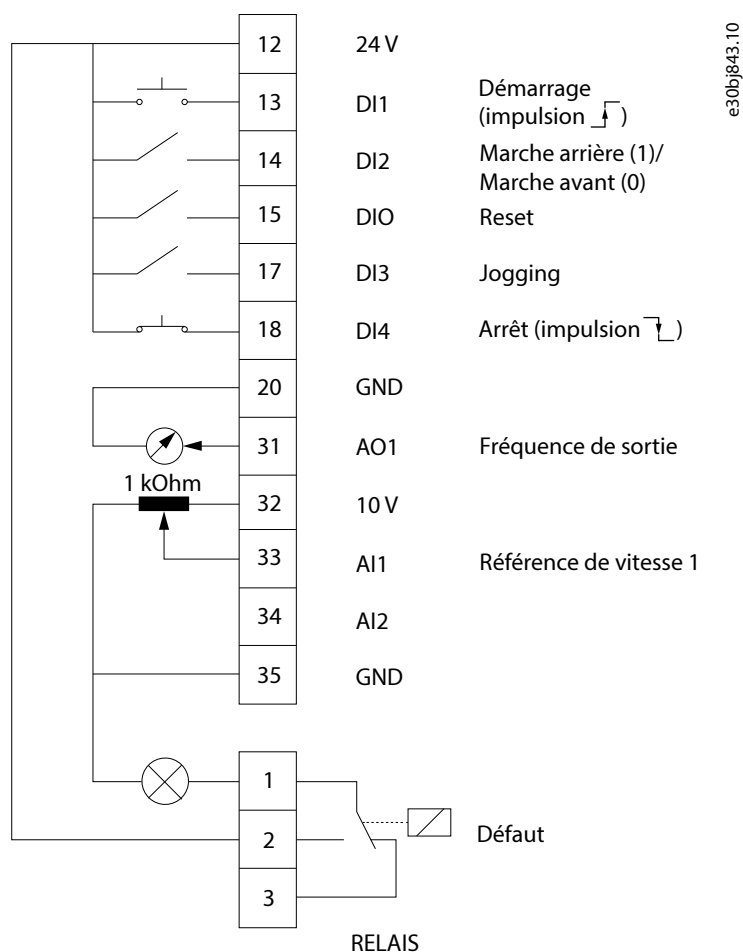 e30bj843.10
12 24 V
13 DI1 Démarrage
(impulsion )
14 DI2 Marche arrière (1)/
Marche avant (0)
15 DIO Reset
17 DI3 Jogging
18 DI4 Arrêt (impulsion )
20 GND
31 AO1 Fréquence de sortie
1 kOhm
32 10 V
33 AI1 Référence de vitesse 1
34 AI2
35 GND
1
2 Défaut
3
RELAIS